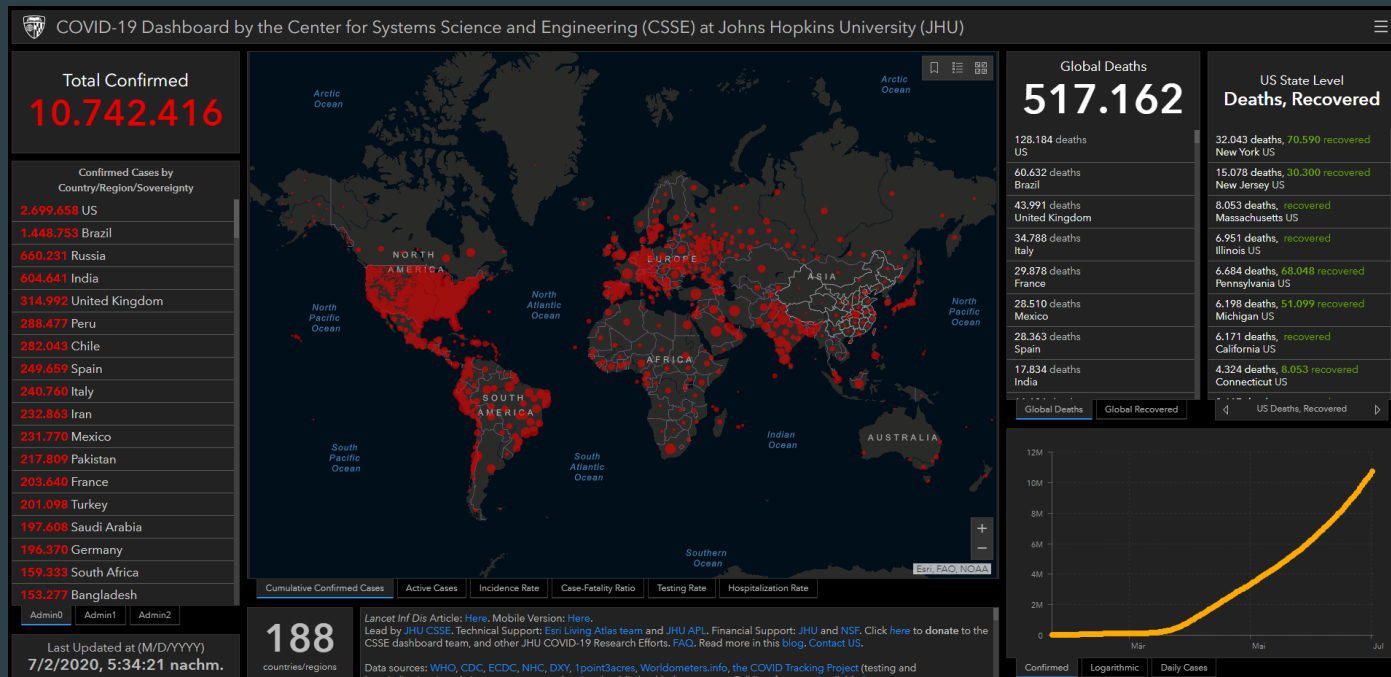 COVID-19 Dashboard by the Center for Systems Science and Engineering (CSSE) at Johns Hopkins University (JHU)
Total Confirmed
10.742.416
Confirmed Cases by
Country/Region/Sovereignty
2.699.658 US
1.448.753 Brazil
660.231 Russia
604.641 India
314.992 United Kingdom
288.477 Peru
282.043 Chile
249.659 Spain
240.760 Italy
232.863 Iran
231.770 Mexico
217.809 Pakistan
203.640 France
201.098 Turkey
197.608 Saudi Arabia
196.370 Germany
159.333 South Africa
153.277 Bangladesh
Admin0
Admin1
Admin2
Last Updated at (M/D/YYYY)
7/2/2020, 5:34:21 nachm.
Arctic
Ocean
Arctic
Ocean
NORTH
AMERICA
EUROPE
ASIA
North
Pacific
Ocean
North
Atlantic
Ocean
North
Pacific
Ocean
AFRICA
SOUTH
AMERICA
AUSTRALIA
Indian
Ocean
South
Pacific
Ocean
South
Atlantic
Ocean
Southern
Ocean
+
−
Esri, FAO, NOAA
Cumulative Confirmed Cases
Active Cases
Incidence Rate
Case-Fatality Ratio
Testing Rate
Hospitalization Rate
188
countries/regions
Lancet Inf Dis Article: Here. Mobile Version: Here.
Lead by JHU CSSE. Technical Support: Esri Living Atlas team and JHU APL. Financial Support: JHU and NSF. Click here to donate to the
CSSE dashboard team, and other JHU COVID-19 Research Efforts. FAQ. Read more in this blog. Contact US.
Data sources: WHO, CDC, ECDC, NHC, DXY, 1point3acres, Worldometers.info, the COVID Tracking Project (testing and
Global Deaths
517.162
128.184 deaths
US
60.632 deaths
Brazil
43.991 deaths
United Kingdom
34.788 deaths
Italy
29.878 deaths
France
28.510 deaths
Mexico
28.363 deaths
Spain
17.834 deaths
India
Global Deaths
Global Recovered
US State Level
Deaths, Recovered
32.043 deaths, 70.590 recovered
New York US
15.078 deaths, 30.300 recovered
New Jersey US
8.053 deaths, recovered
Massachusetts US
6.951 deaths, recovered
Illinois US
6.684 deaths, 68.048 recovered
Pennsylvania US
6.198 deaths, 51.099 recovered
Michigan US
6.171 deaths, recovered
California US
4.324 deaths, 8.053 recovered
Connecticut US
US Deaths, Recovered
12M
10M
8M
6M
4M
2M
0
Mär
Mai
Jul
Confirmed
Logarithmic
Daily Cases